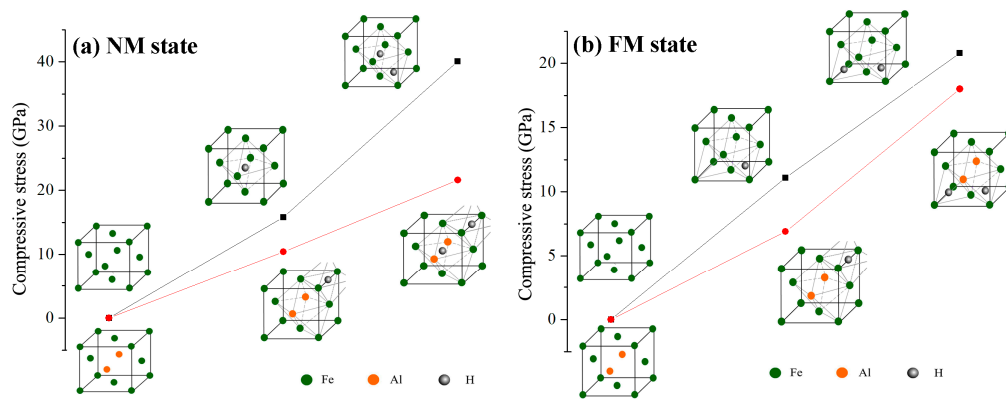 (a) NM state
Compressive stress (GPa)
40
30
20
10
0
Fe
Al
H
(b) FM state
Compressive stress (GPa)
20
15
10
5
0
Fe
Al
H